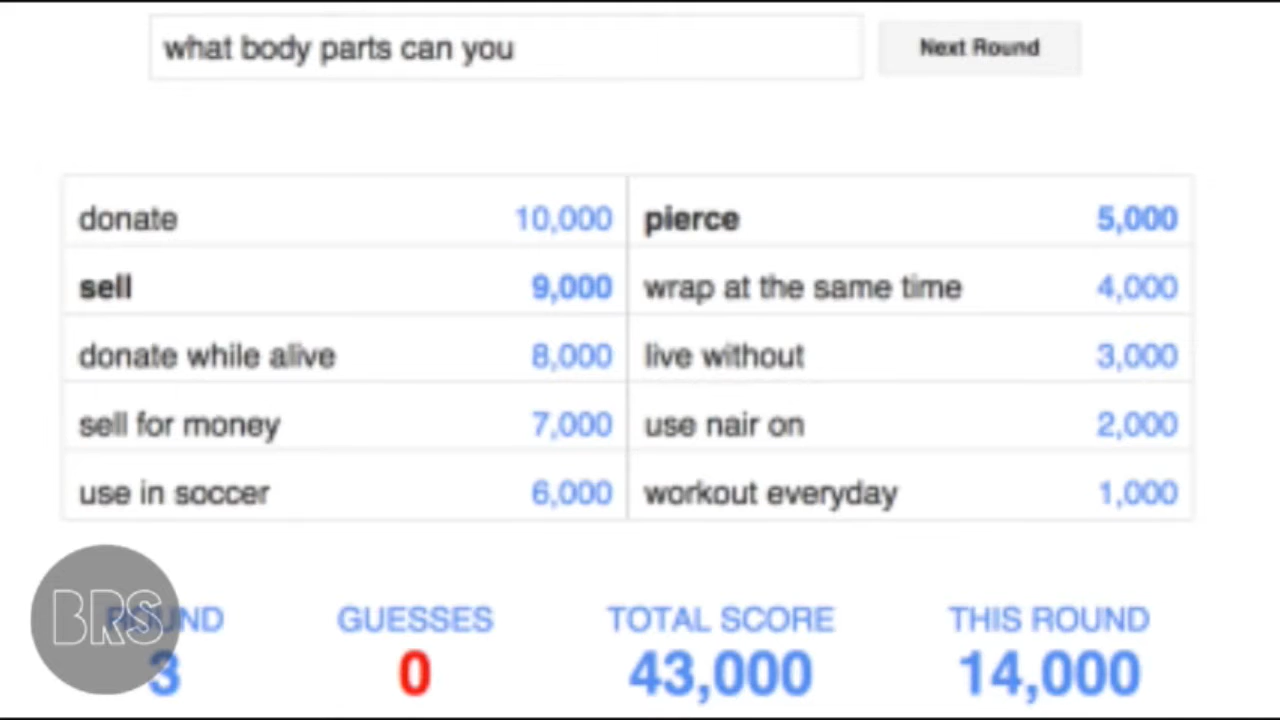 what body parts can you
Next Round
donate 10,000
sell 9,000
donate while alive 8,000
sell for money 7,000
use in soccer 6,000
pierce 5,000
wrap at the same time 4,000
live without 3,000
use nair on 2,000
workout everyday 1,000
BRS
ROUND GUESSES TOTAL SCORE THIS ROUND
3 0 43,000 14,000